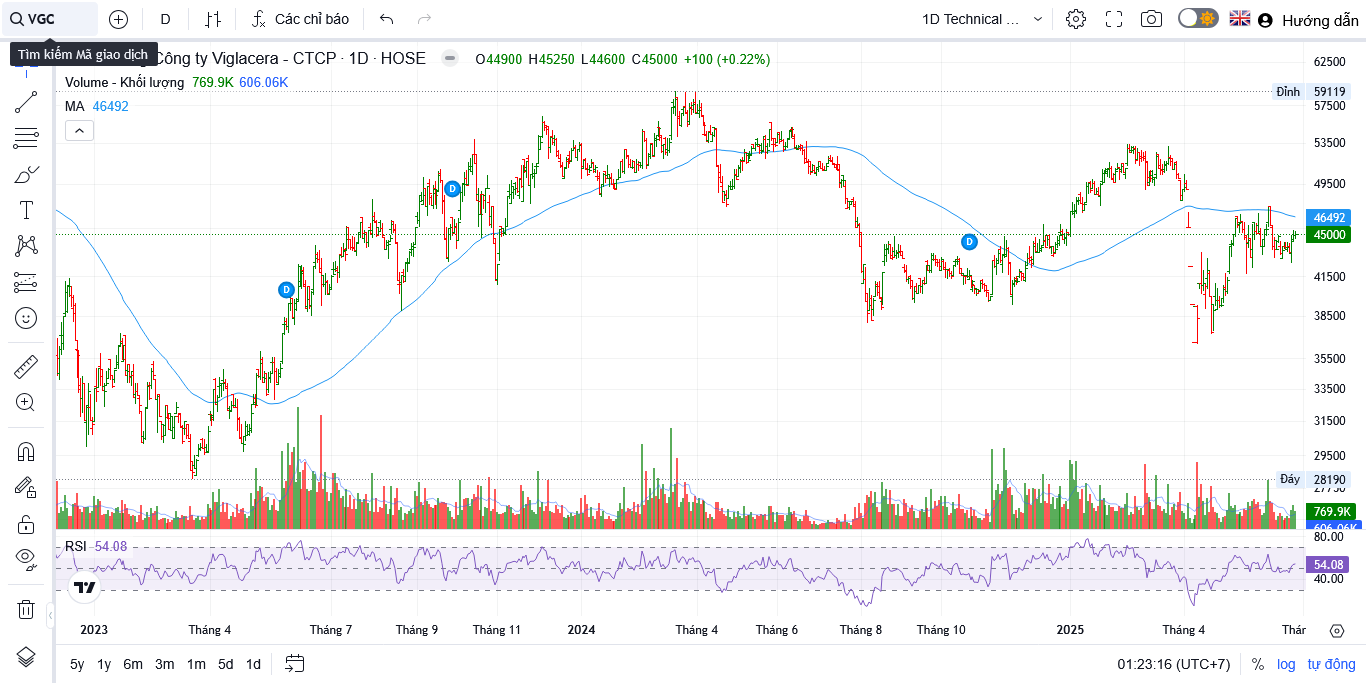 VGC
D
Các chỉ báo
1D Technical ...
Hướng dẫn
Tìm kiếm Mã giao dịch
Công ty Viglacera - CTCP · 1D · HOSE
O44900 H45250 L44600 C45000 +100 (+0.22%)
Volume - Khối lượng 769.9K 606.06K
MA 46492
62500
Đỉnh 59119
57500
53500
49500
46492
45000
41500
38500
35500
33500
31500
29500
Đáy 28190
27750
769.9K
606.06K
D
D
D
RSI 54.08
80.00
54.08
40.00
2023 Tháng 4 Tháng 7 Tháng 9 Tháng 11 2024 Tháng 4 Tháng 6 Tháng 8 Tháng 10 2025 Tháng 4 Thár
5y 1y 6m 3m 1m 5d 1d
01:23:16 (UTC+7) % log tự động